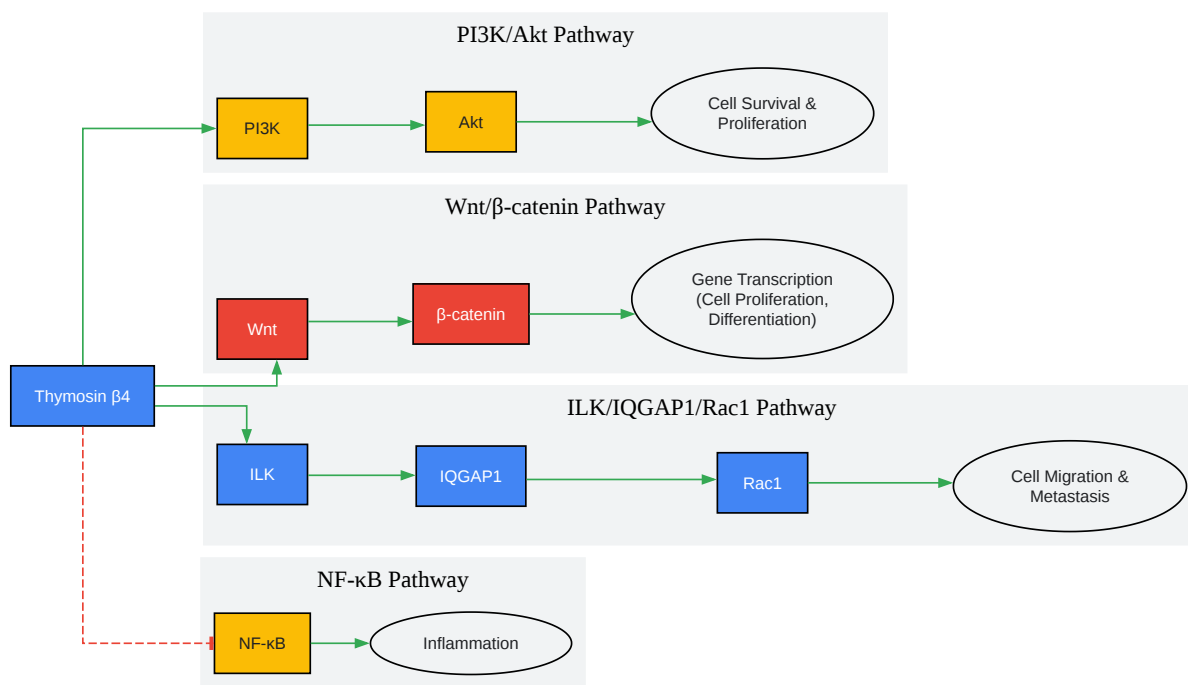 PI3K/Akt Pathway
PI3K
Akt
Cell Survival &
Proliferation
Wnt/β-catenin Pathway
Wnt
β-catenin
Gene Transcription
(Cell Proliferation,
Differentiation)
Thymosin β4
ILK/IQGAP1/Rac1 Pathway
ILK
IQGAP1
Rac1
Cell Migration &
Metastasis
NF-κB Pathway
NF-κB
Inflammation